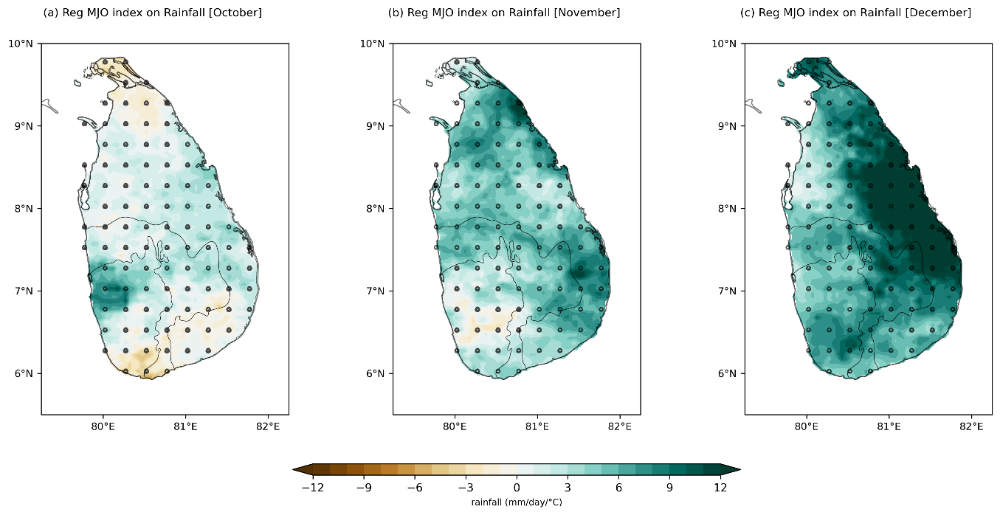 (a) Reg MJO index on Rainfall [October]
(b) Reg MJO index on Rainfall [November]
(c) Reg MJO index on Rainfall [December]
10°N
9°N
8°N
7°N
6°N
80°E 81°E 82°E
10°N
9°N
8°N
7°N
6°N
80°E 81°E 82°E
10°N
9°N
8°N
7°N
6°N
80°E 81°E 82°E
−12 −9 −6 −3 0 3 6 9 12
rainfall (mm/day/°C)